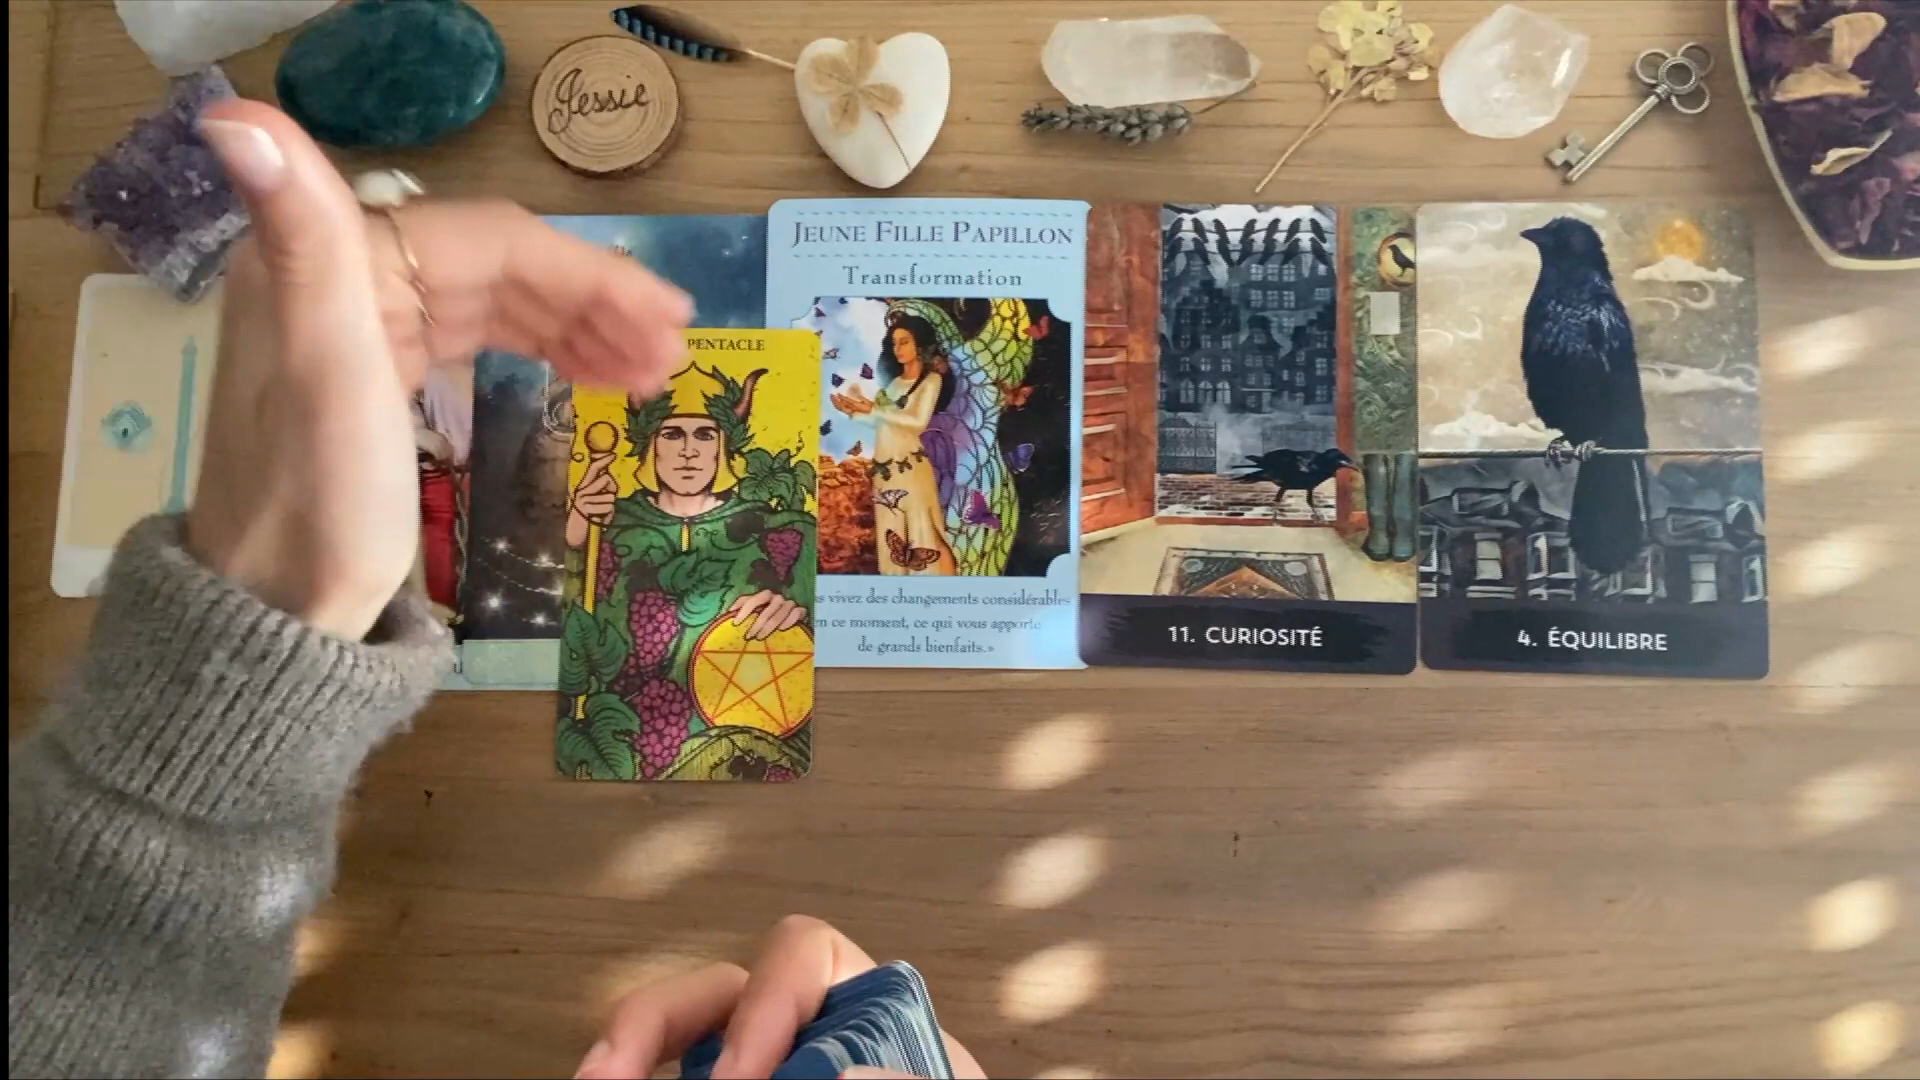 Jessie
JEUNE FILLE PAPILLON
Transformation
PENTACLE
vivez des changements considérables
en ce moment, ce qui vous apporte
de grands bienfaits.»
11. CURIOSITÉ
4. ÉQUILIBRE